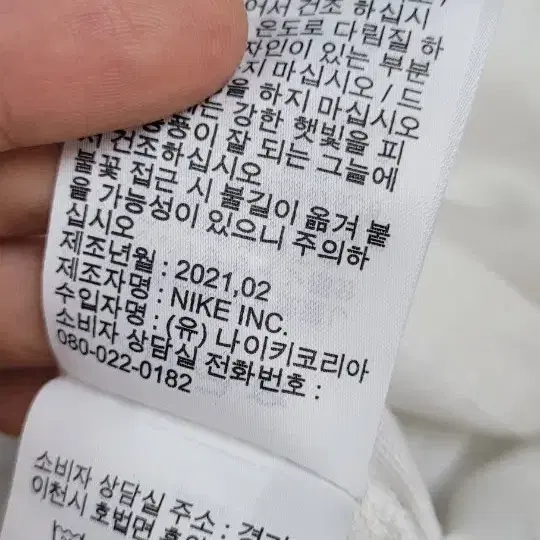 어서 건조 하십시
온도로 다림질 하
자인이 있는 부분
지 마십시오 / 드
을 하지 마십시오
는 강한 햇빛을 피
풍이 잘 되는 그늘에
건조하십시오
불꽃 접근 시 불길이 옮겨 붙
을 가능성이 있으니 주의하
십시오
제조년월 : 2021,02
제조자명 : NIKE INC.
수입자명 : (유) 나이키코리아
소비자 상담실 전화번호 :
080-022-0182
소비자 상담실 주소 : 경기
이천시 호법면